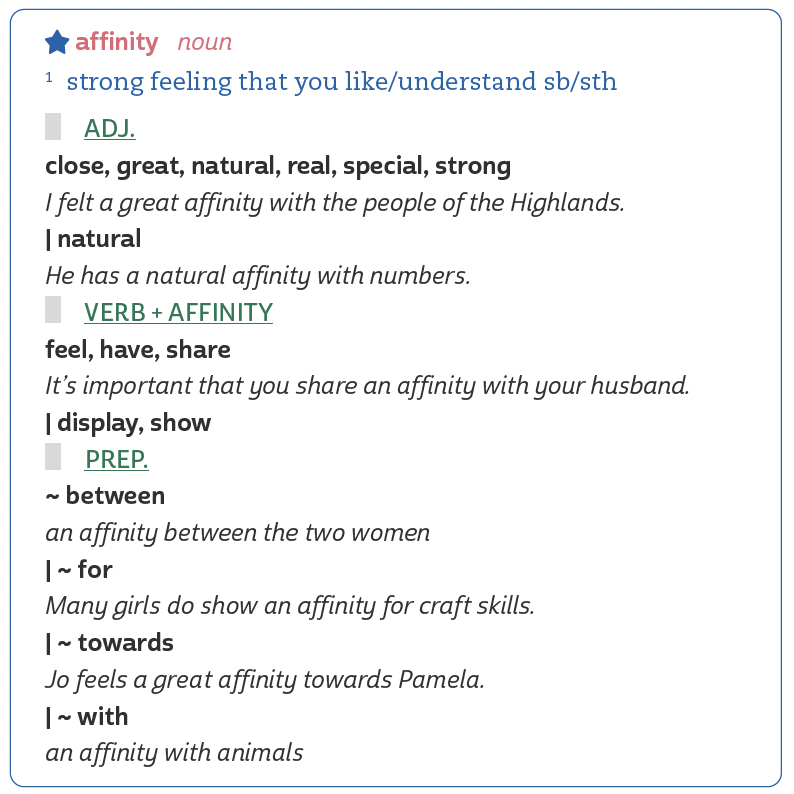 affinity noun
1 strong feeling that you like/understand sb/sth
ADJ.
close, great, natural, real, special, strong
I felt a great affinity with the people of the Highlands.
| natural
He has a natural affinity with numbers.
VERB + AFFINITY
feel, have, share
It’s important that you share an affinity with your husband.
| display, show
PREP.
~ between
an affinity between the two women
| ~ for
Many girls do show an affinity for craft skills.
| ~ towards
Jo feels a great affinity towards Pamela.
| ~ with
an affinity with animals